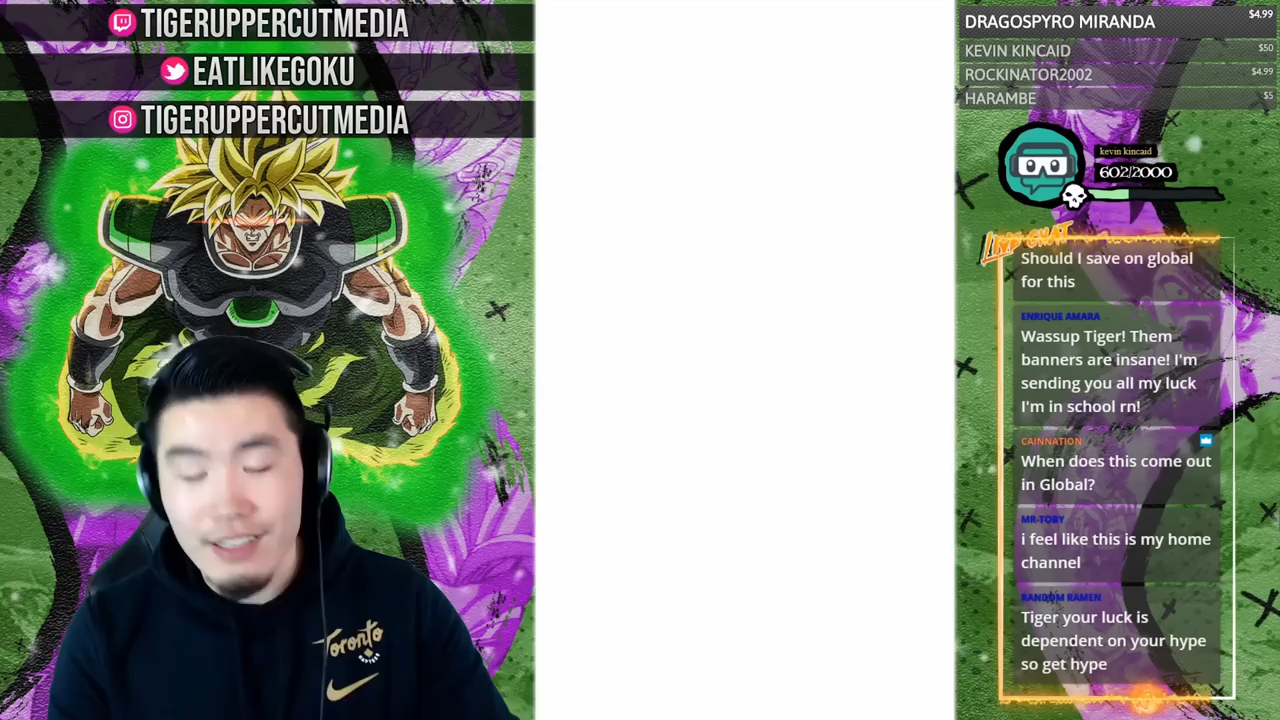 TIGERUPPERCUTMEDIA
EATLIKEGOKU
TIGERUPPERCUTMEDIA
Toronto
DRAGOSPYRO MIRANDA $4.99
KEVIN KINCAID $50
ROCKINATOR2002 $4.99
HARAMBE $5
kevin kincaid
602/2000
LIVE CHAT
Should I save on global
for this
ENRIQUE AMARA
Wassup Tiger! Them
banners are insane! I'm
sending you all my luck
I'm in school rn!
CAINNATION
When does this come out
in Global?
MR-TOBY
i feel like this is my home
channel
RANDOM RAMEN
Tiger your luck is
dependent on your hype
so get hype